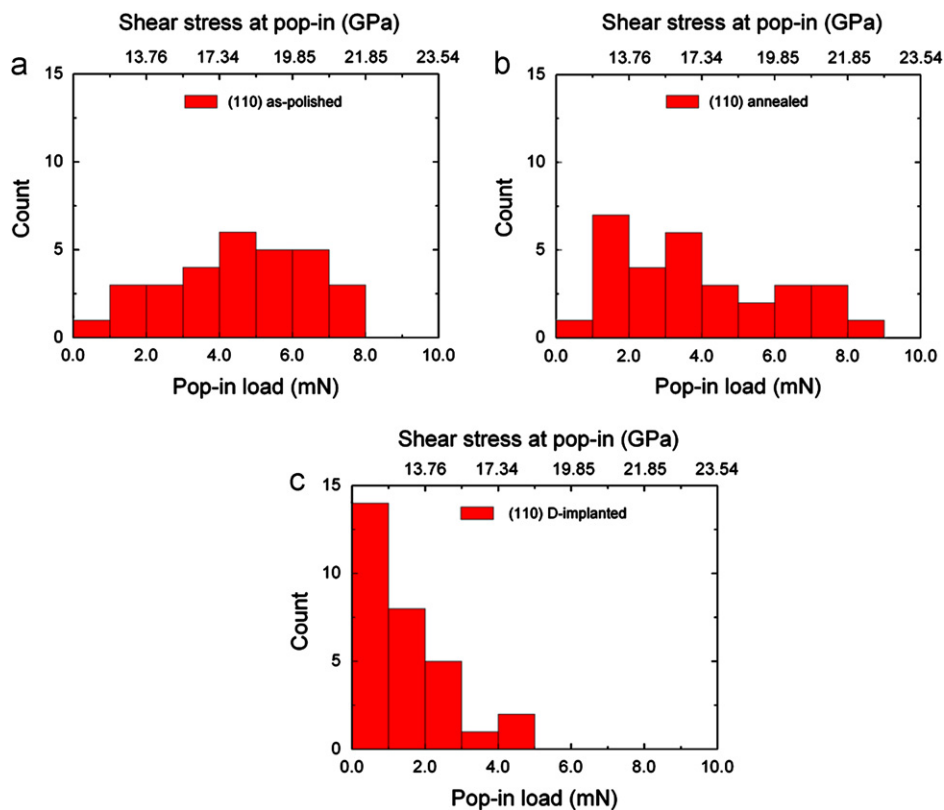 Shear stress at pop-in (GPa)
13.76 17.34 19.85 21.85 23.54
a
15
10
5
0
Count
(110) as-polished
0.0 2.0 4.0 6.0 8.0 10.0
Pop-in load (mN)
Shear stress at pop-in (GPa)
13.76 17.34 19.85 21.85 23.54
b
15
10
5
0
Count
(110) annealed
0.0 2.0 4.0 6.0 8.0 10.0
Pop-in load (mN)
Shear stress at pop-in (GPa)
13.76 17.34 19.85 21.85 23.54
C
15
10
5
0
Count
(110) D-implanted
0.0 2.0 4.0 6.0 8.0 10.0
Pop-in load (mN)